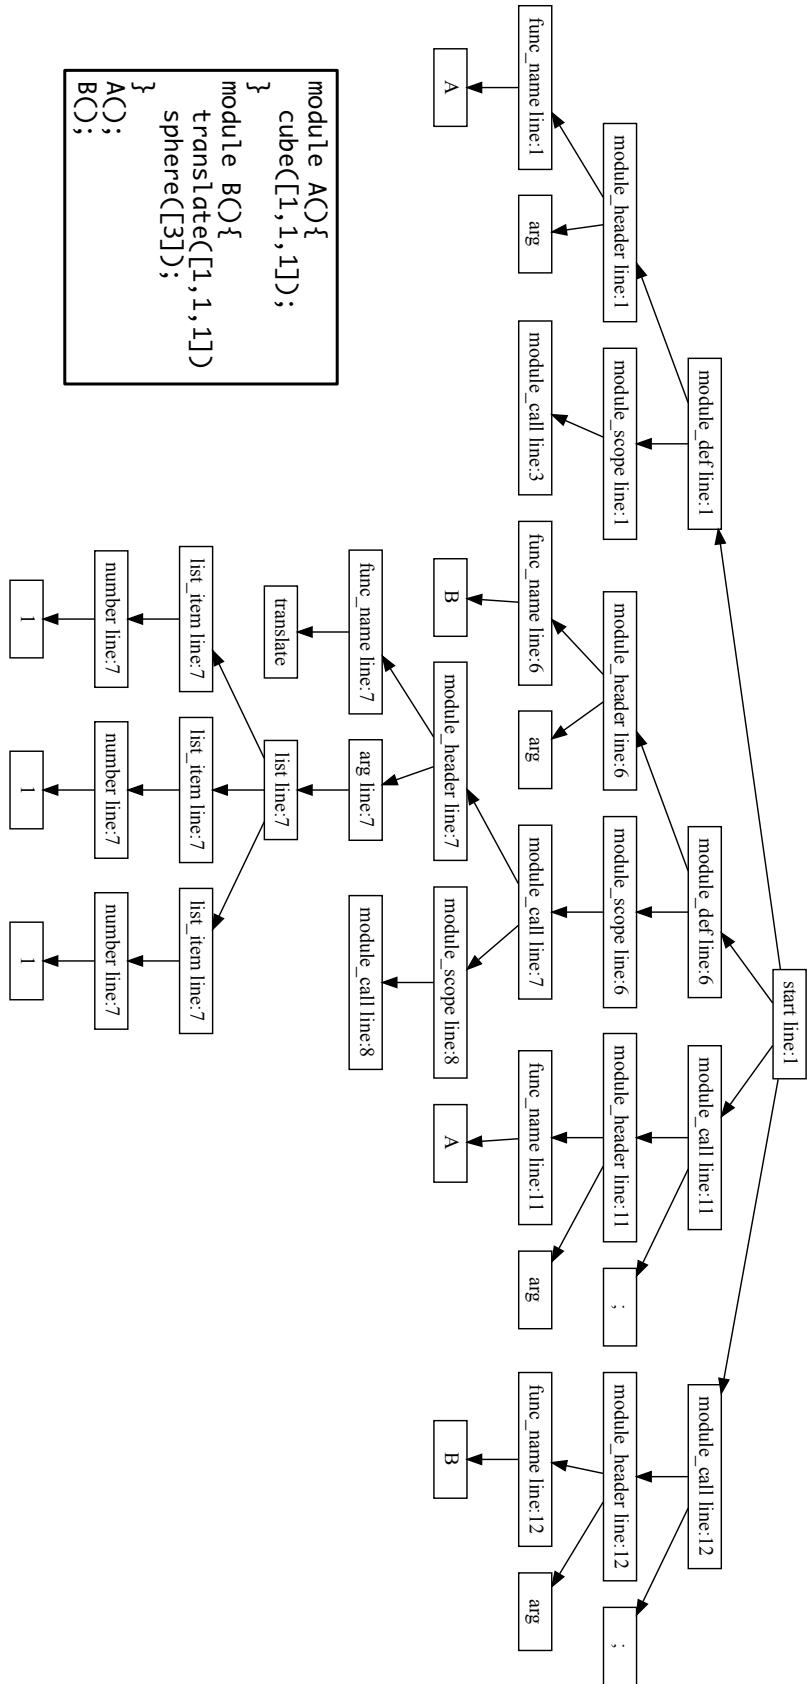 start line:1
module_def line:1
module_def line:6
module_call line:11
module_call line:12
module_header line:1
module_scope line:1
module_header line:6
module_scope line:6
module_header line:11
;
module_header line:12
;
func_name line:1
arg
module_call line:3
func_name line:6
arg
module_call line:7
func_name line:11
arg
func_name line:12
arg
A
B
module_header line:7
module_scope line:8
A
B
func_name line:7
arg line:7
module_call line:8
translate
list line:7
list_item line:7
list_item line:7
list_item line:7
number line:7
number line:7
number line:7
1
1
1
module A(){
cube([1,1,1]);
}
module B(){
translate([1,1,1])
sphere([3]);
}
A();
B();